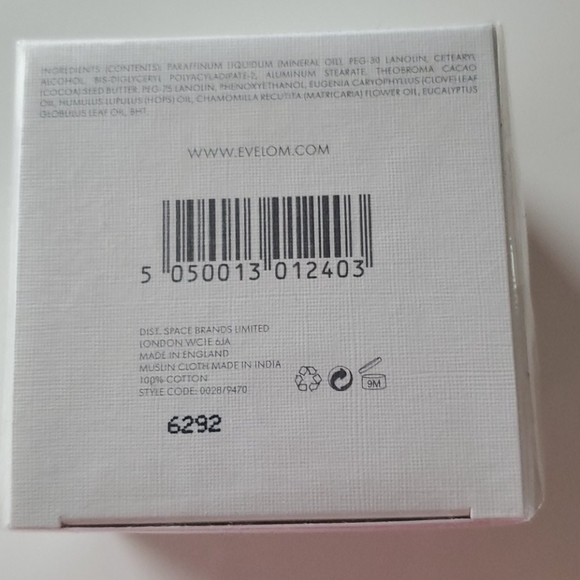 INGREDIENTS (CONTENTS): PARAFFINUM LIQUIDUM (MINERAL OIL), PEG-30 LANOLIN, CETEARYL
ALCOHOL, BIS-DIGLYCERYL POLYACYLADIPATE-2, ALUMINUM STEARATE, THEOBROMA CACAO
(COCOA) SEED BUTTER, PEG-75 LANOLIN, PHENOXYETHANOL, EUGENIA CARYOPHYLLUS (CLOVE) LEAF
OIL, HUMULUS LUPULUS (HOPS) OIL, CHAMOMILLA RECUTITA (MATRICARIA) FLOWER OIL, EUCALYPTUS
GLOBULUS LEAF OIL, BHT.
WWW.EVELOM.COM
5 050013 012403
DIST. SPACE BRANDS LIMITED
LONDON WC1E 6JA
MADE IN ENGLAND
MUSLIN CLOTH MADE IN INDIA
100% COTTON
STYLE CODE: 0028/9470
9M
6292